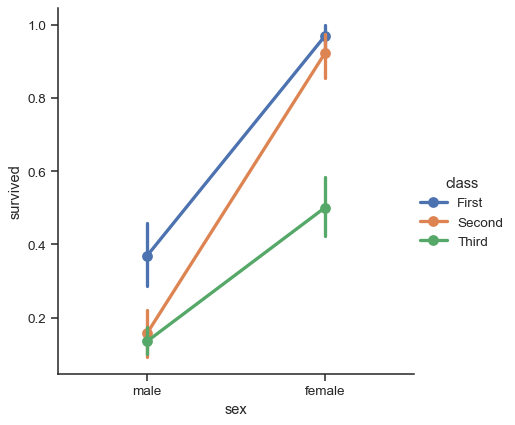 1.0
0.8
0.6
0.4
0.2
survived
male
female
sex
class
First
Second
Third